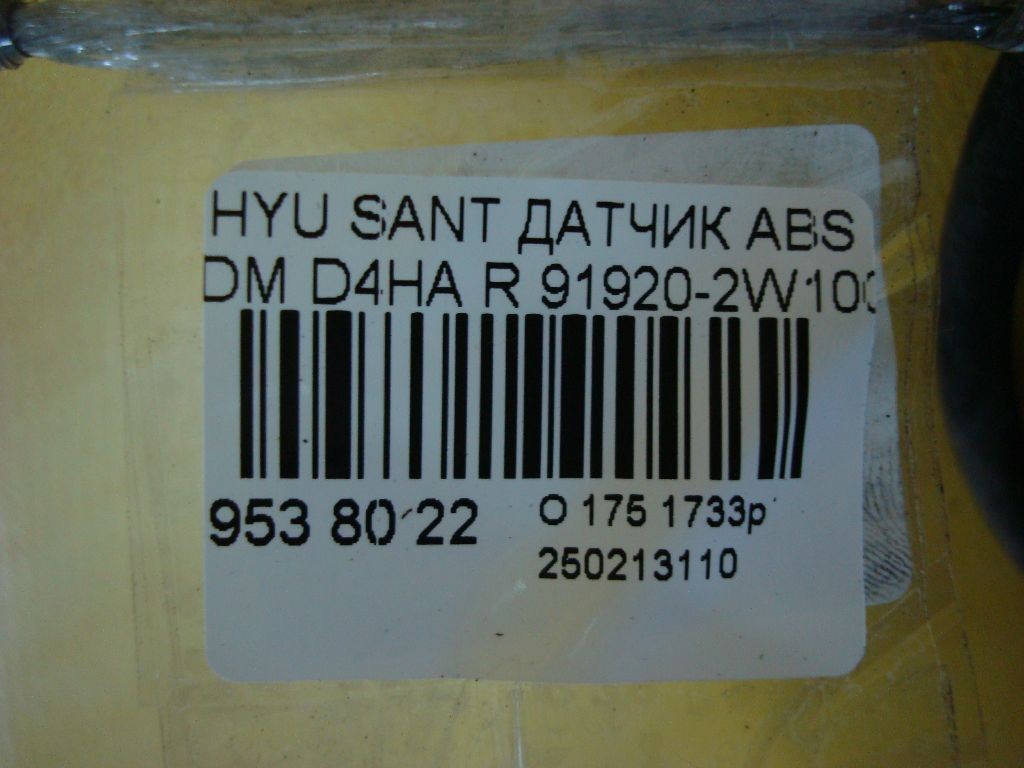 HYU SANT ДАТЧИК ABS
DM D4HA R 91920-2W100
953 80 22
О 175 1733р
250213110